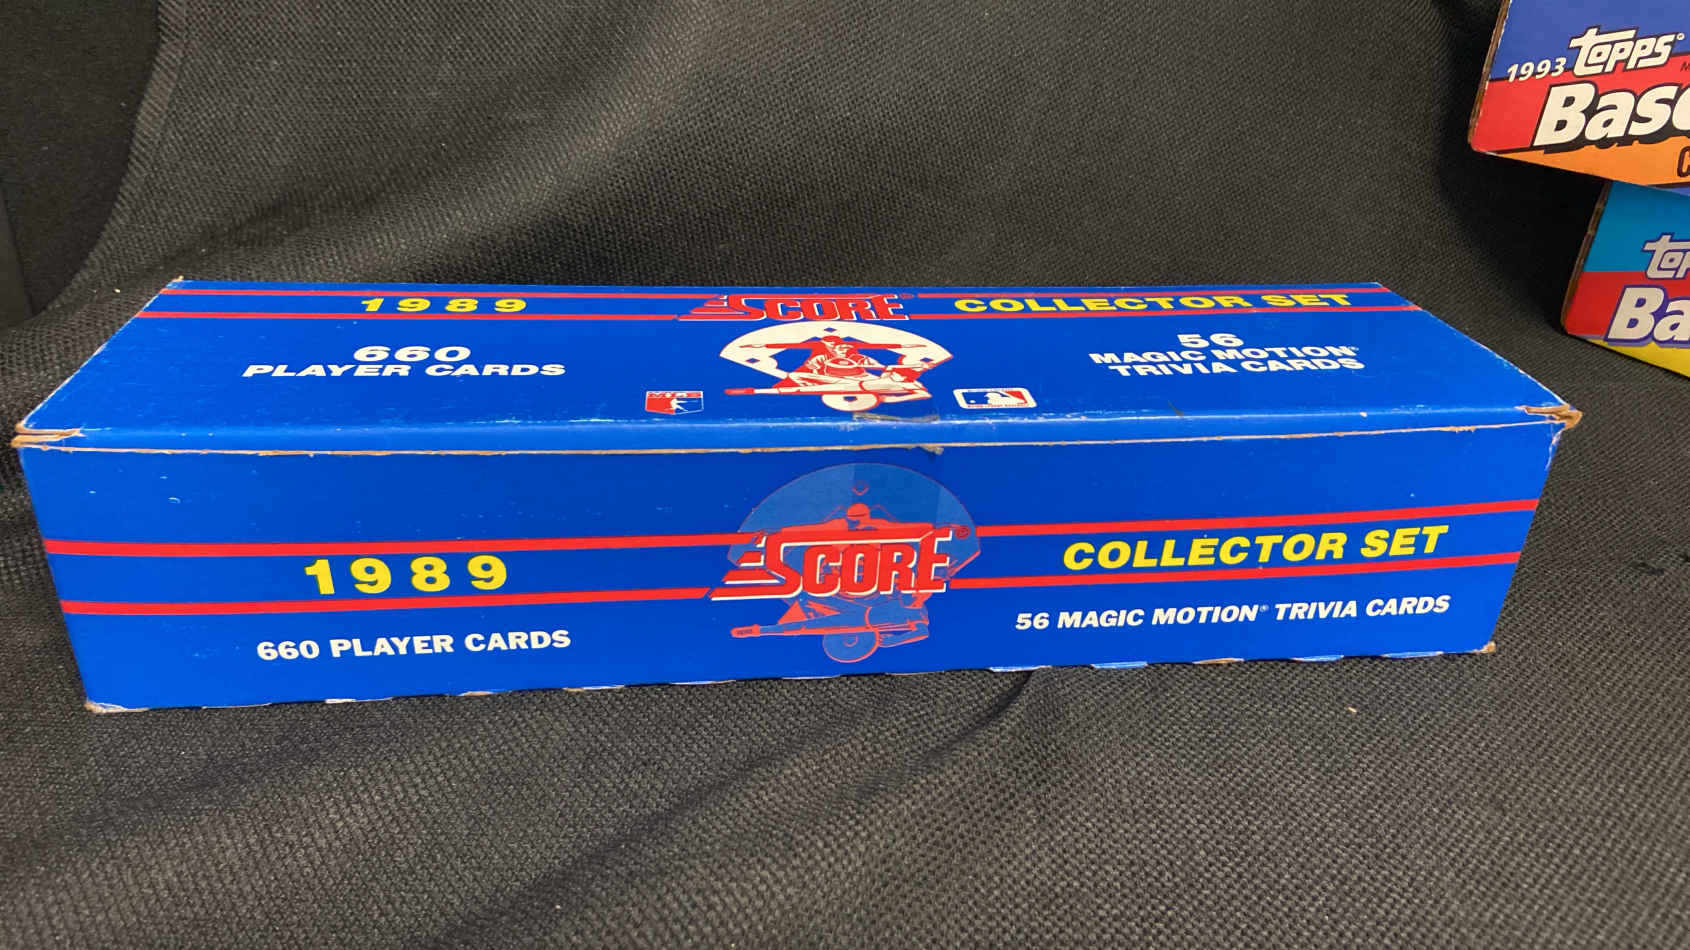 1989 SCORE® COLLECTOR SET
660
PLAYER CARDS
56
MAGIC MOTION®
TRIVIA CARDS
1989 SCORE® COLLECTOR SET
660 PLAYER CARDS
56 MAGIC MOTION® TRIVIA CARDS
1993 Topps®
Base
C
Top
Ba